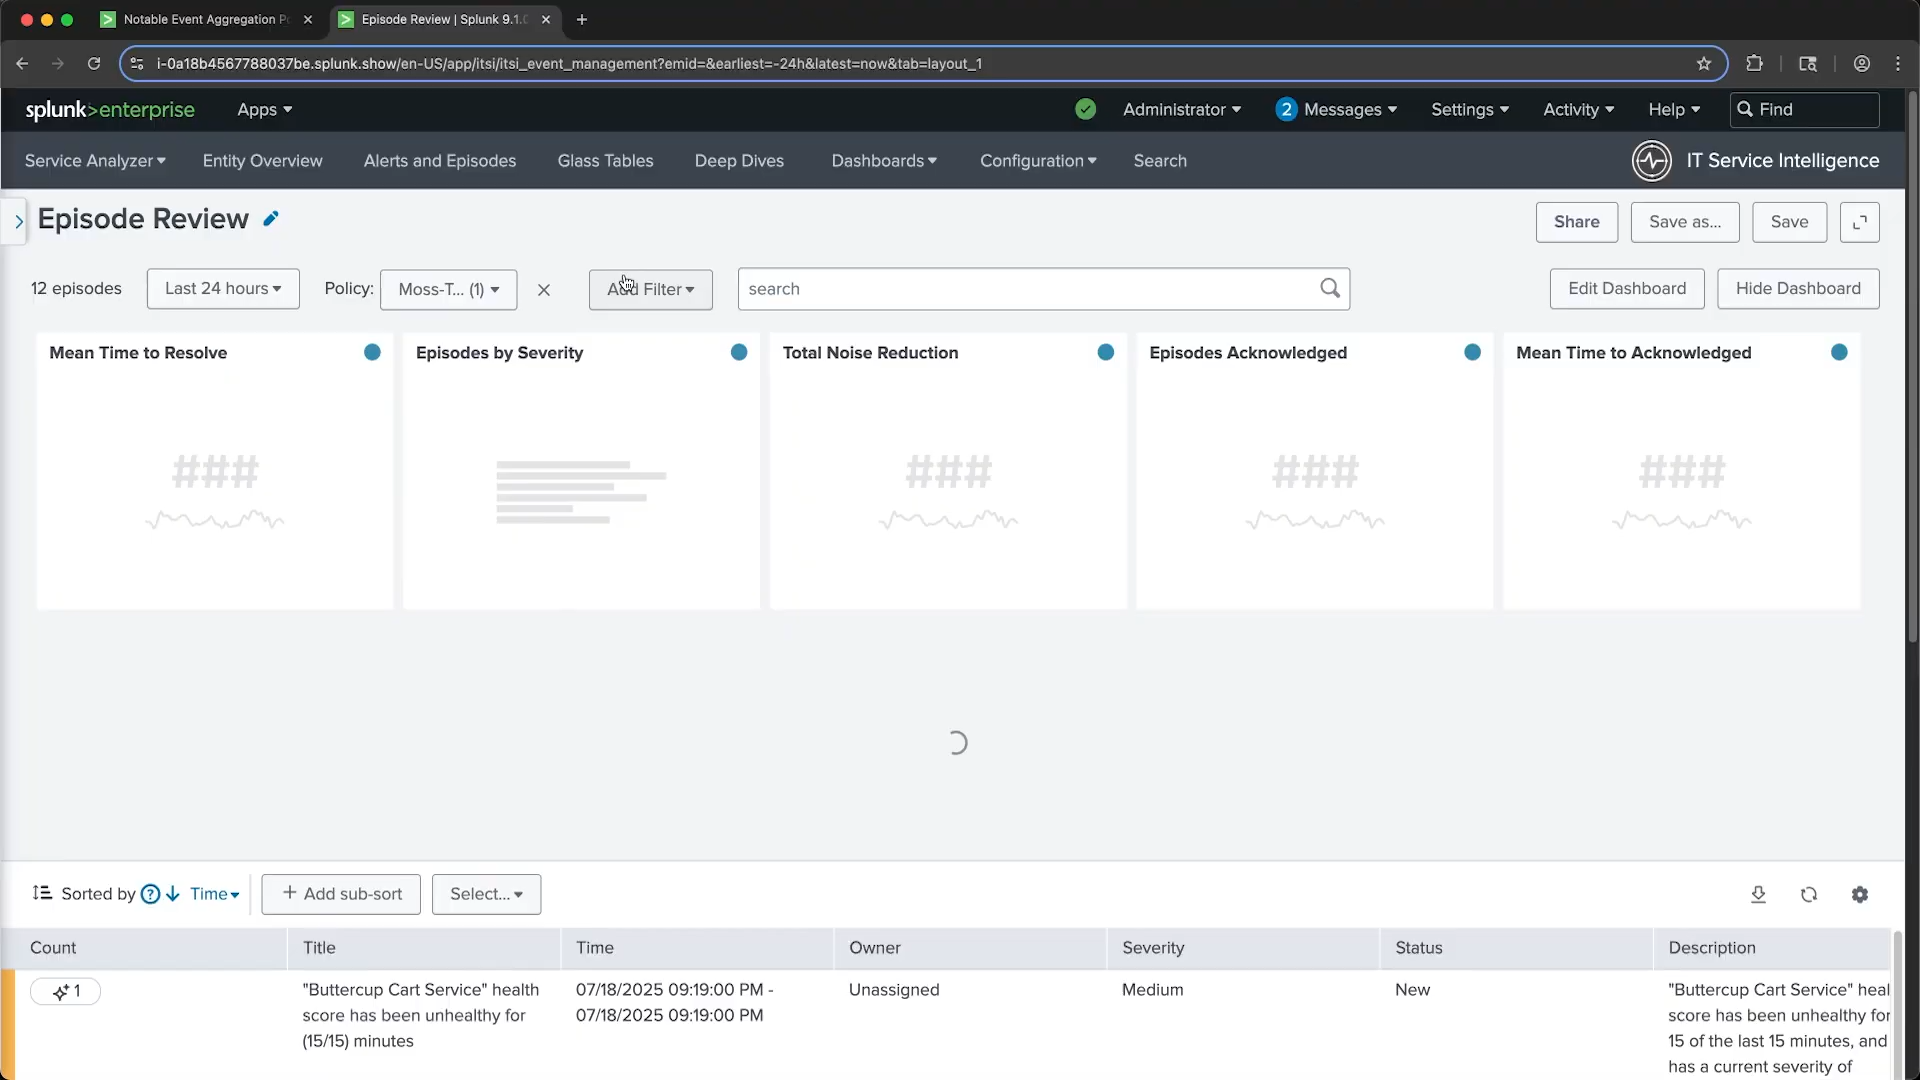 Notable Event Aggregation P
Episode Review | Splunk 9.1.
i-0a18b4567788037be.splunk.show/en-US/app/itsi/itsi_event_management?emid=&earliest=-24h&latest=now&tab=layout_1
splunk>enterprise Apps Administrator 2 Messages Settings Activity Help Find
Service Analyzer Entity Overview Alerts and Episodes Glass Tables Deep Dives Dashboards Configuration Search IT Service Intelligence
Episode Review Share Save as... Save
12 episodes Last 24 hours Policy: Moss-T... (1) Add Filter search Edit Dashboard Hide Dashboard
Mean Time to Resolve Episodes by Severity Total Noise Reduction Episodes Acknowledged Mean Time to Acknowledged
### ### ### ###
Sorted by ? Time + Add sub-sort Select...
Count Title Time Owner Severity Status Description
1
"Buttercup Cart Service" health
score has been unhealthy for
(15/15) minutes
07/18/2025 09:19:00 PM -
07/18/2025 09:19:00 PM
Unassigned
Medium
New
"Buttercup Cart Service" heal
score has been unhealthy for
15 of the last 15 minutes, and
has a current severity of